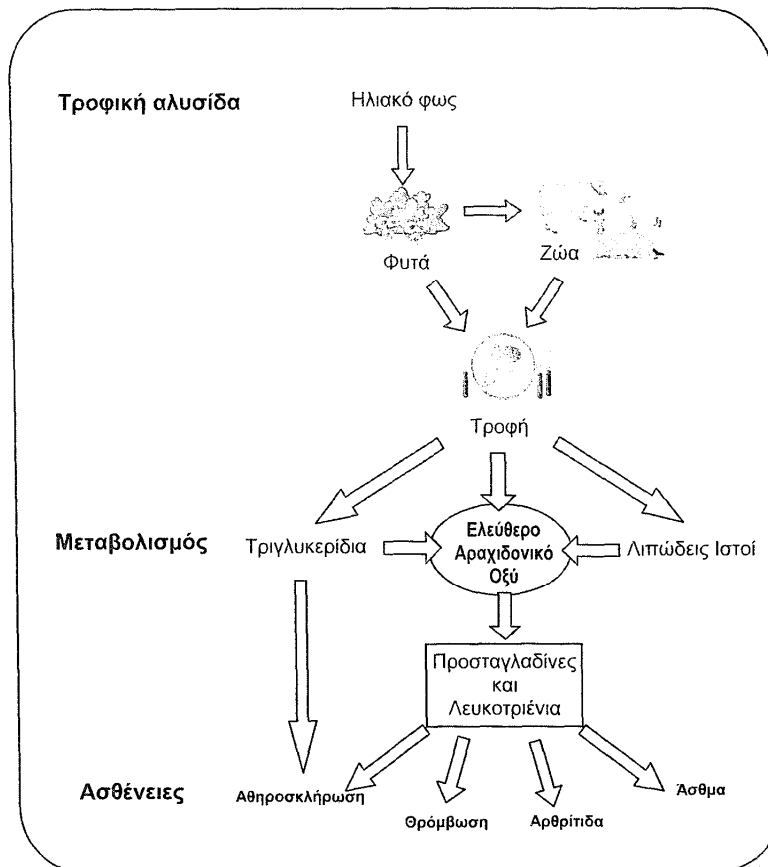 Τροφική αλυσίδα
Ηλιακό φως
Φυτά
Ζώα
Τροφή
Μεταβολισμός
Τριγλυκερίδια
Ελεύθερο
Αραχιδονικό
Οξύ
Λιπώδεις Ιστοί
Προσταγλαδίνες
και
Λευκοτριένια
Ασθένειες
Αθηροσκλήρωση
Θρόμβωση
Αρθρίτιδα
Άσθμα